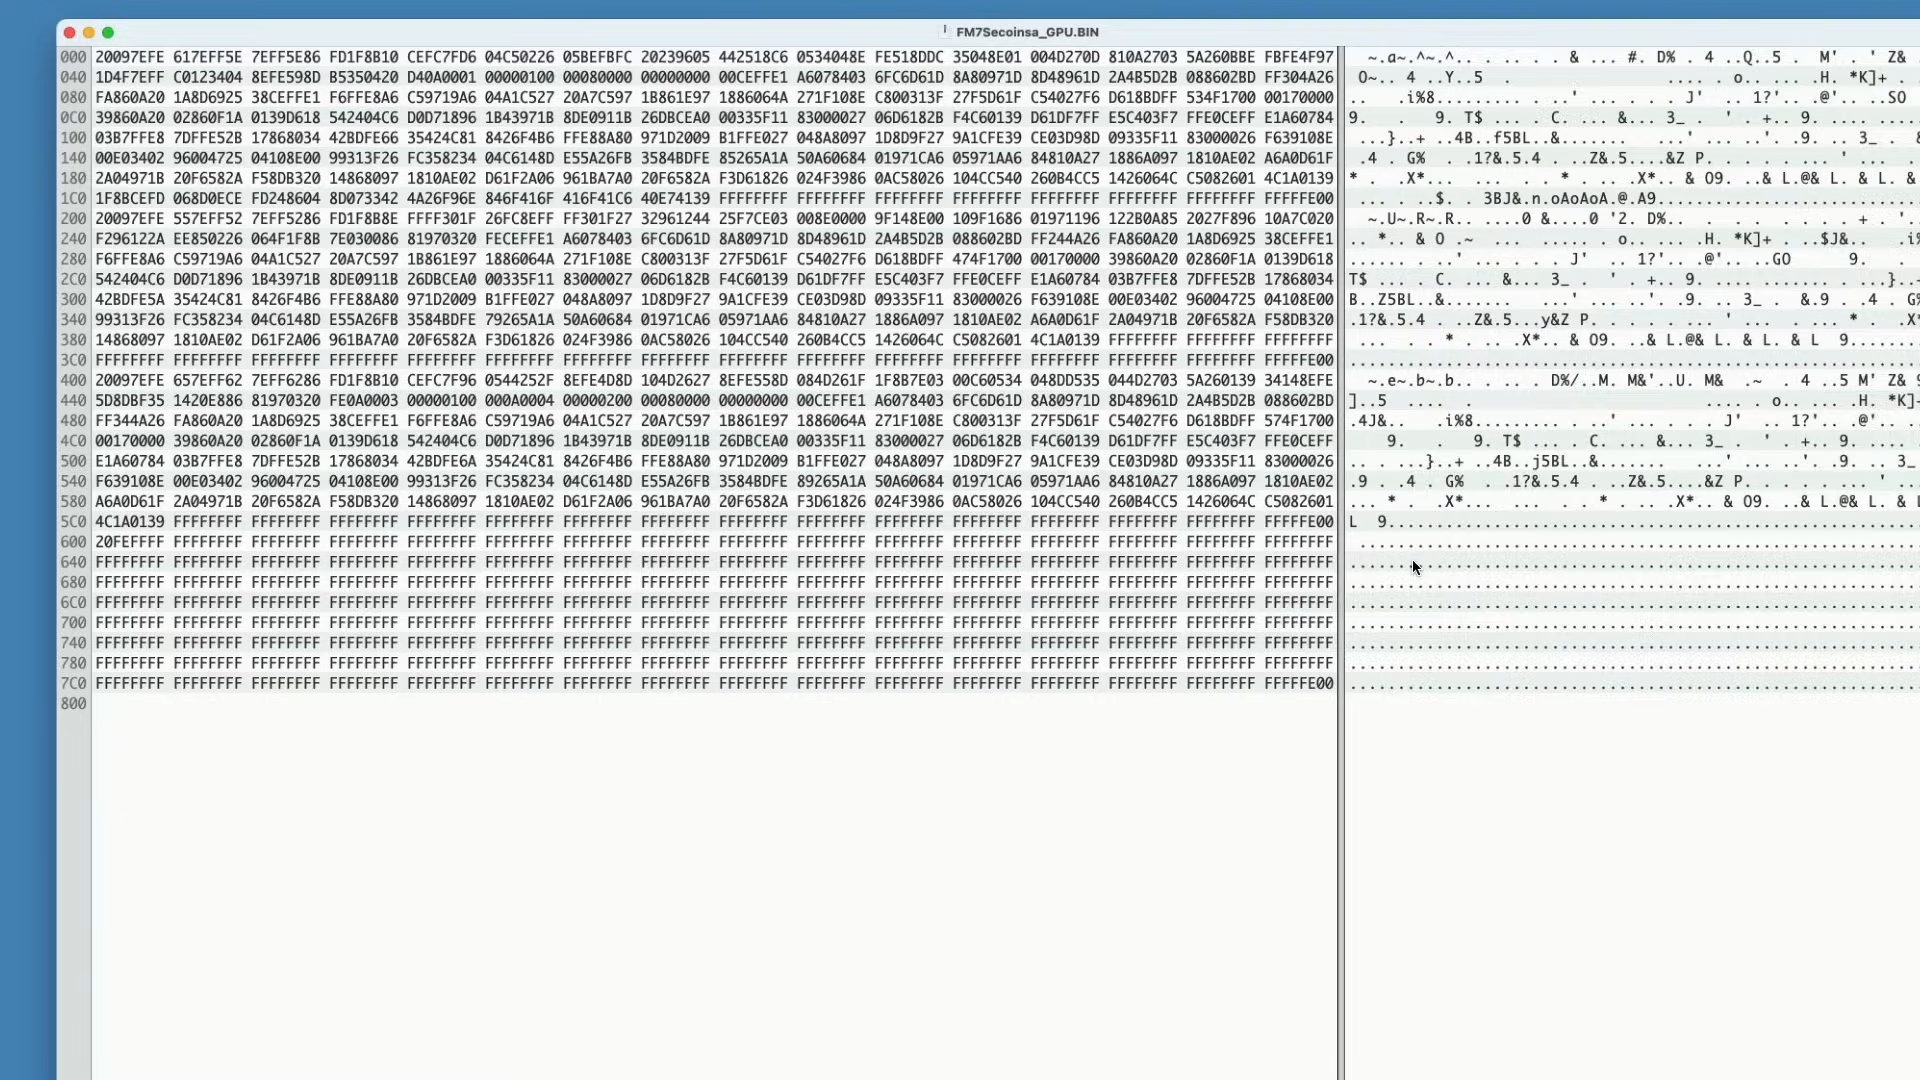 FM7Secoinsa_GPU.BIN
000 20097EFE 617EFF5E 7EFF5E86 FD1F8B10 CEFC7FD6 04C50226 05BEFBFC 20239605 442518C6 0534048E FE518DDC 35048E01 004D270D 810A2703 5A260BBE FBFE4F97
040 1D4F7EFF C0123404 8EFE598D B5350420 D40A0001 00000100 00080000 00000000 00CEFFE1 A6078403 6FC6D61D 8A80971D 8D48961D 2A4B5D2B 088602BD FF304A26
080 FA860A20 1A8D6925 38CEFFE1 F6FFE8A6 C59719A6 04A1C527 20A7C597 1B861E97 1886064A 271F108E C800313F 27F5D61F C54027F6 D618BDFF 534F1700 00170000
0C0 39860A20 02860F1A 0139D618 542404C6 D0D71896 1B43971B 8DE0911B 26DBCEA0 00335F11 83000027 06D6182B F4C60139 D61DF7FF E5C403F7 FFE0CEFF E1A60784
100 03B7FFE8 7DFFE52B 17868034 42BDFE66 35424C81 8426F4B6 FFE88A80 971D2009 B1FFE027 048A8097 1D8D9F27 9A1CFE39 CE03D98D 09335F11 83000026 F639108E
140 00E03402 96004725 04108E00 99313F26 FC358234 04C6148D E55A26FB 3584BDFE 85265A1A 50A60684 01971CA6 05971AA6 84810A27 1886A097 1810AE02 A6A0D61F
180 2A04971B 20F6582A F58DB320 14868097 1810AE02 D61F2A06 961BA7A0 20F6582A F3D61826 024F3986 0AC58026 104CC540 260B4CC5 1426064C C5082601 4C1A0139
1C0 1F8BCEFD 068D0ECE FD248604 8D073342 4A26F96E 846F416F 416F41C6 40E74139 FFFFFFFF FFFFFFFF FFFFFFFF FFFFFFFF FFFFFFFF FFFFFFFF FFFFFFFF FFFFFE00
200 20097EFE 557EFF52 7EFF5286 FD1F8B8E FFFF301F 26FC8EFF FF301F27 32961244 25F7CE03 008E0000 9F148E00 109F1686 01971196 122B0A85 2027F896 10A7C020
240 F296122A EE850226 064F1F8B 7E030086 81970320 FECEFFE1 A6078403 6FC6D61D 8A80971D 8D48961D 2A4B5D2B 088602BD FF244A26 FA860A20 1A8D6925 38CEFFE1
280 F6FFE8A6 C59719A6 04A1C527 20A7C597 1B861E97 1886064A 271F108E C800313F 27F5D61F C54027F6 D618BDFF 474F1700 00170000 39860A20 02860F1A 0139D618
2C0 542404C6 D0D71896 1B43971B 8DE0911B 26DBCEA0 00335F11 83000027 06D6182B F4C60139 D61DF7FF E5C403F7 FFE0CEFF E1A60784 03B7FFE8 7DFFE52B 17868034
300 42BDFE5A 35424C81 8426F4B6 FFE88A80 971D2009 B1FFE027 048A8097 1D8D9F27 9A1CFE39 CE03D98D 09335F11 83000026 F639108E 00E03402 96004725 04108E00
340 99313F26 FC358234 04C6148D E55A26FB 3584BDFE 79265A1A 50A60684 01971CA6 05971AA6 84810A27 1886A097 1810AE02 A6A0D61F 2A04971B 20F6582A F58DB320
380 14868097 1810AE02 D61F2A06 961BA7A0 20F6582A F3D61826 024F3986 0AC58026 104CC540 260B4CC5 1426064C C5082601 4C1A0139 FFFFFFFF FFFFFFFF FFFFFFFF
3C0 FFFFFFFF FFFFFFFF FFFFFFFF FFFFFFFF FFFFFFFF FFFFFFFF FFFFFFFF FFFFFFFF FFFFFFFF FFFFFFFF FFFFFFFF FFFFFFFF FFFFFFFF FFFFFFFF FFFFFFFF FFFFFE00
400 20097EFE 657EFF62 7EFF6286 FD1F8B10 CEFC7F96 0544252F 8EFE4D8D 104D2627 8EFE558D 084D261F 1F8B7E03 00C60534 048DD535 044D2703 5A260139 34148EFE
440 5D8DBF35 1420E886 81970320 FE0A0003 00000100 000A0004 00000200 00080000 00000000 00CEFFE1 A6078403 6FC6D61D 8A80971D 8D48961D 2A4B5D2B 088602BD
480 FF344A26 FA860A20 1A8D6925 38CEFFE1 F6FFE8A6 C59719A6 04A1C527 20A7C597 1B861E97 1886064A 271F108E C800313F 27F5D61F C54027F6 D618BDFF 574F1700
4C0 00170000 39860A20 02860F1A 0139D618 542404C6 D0D71896 1B43971B 8DE0911B 26DBCEA0 00335F11 83000027 06D6182B F4C60139 D61DF7FF E5C403F7 FFE0CEFF
500 E1A60784 03B7FFE8 7DFFE52B 17868034 42BDFE6A 35424C81 8426F4B6 FFE88A80 971D2009 B1FFE027 048A8097 1D8D9F27 9A1CFE39 CE03D98D 09335F11 83000026
540 F639108E 00E03402 96004725 04108E00 99313F26 FC358234 04C6148D E55A26FB 3584BDFE 89265A1A 50A60684 01971CA6 05971AA6 84810A27 1886A097 1810AE02
580 A6A0D61F 2A04971B 20F6582A F58DB320 14868097 1810AE02 D61F2A06 961BA7A0 20F6582A F3D61826 024F3986 0AC58026 104CC540 260B4CC5 1426064C C5082601
5C0 4C1A0139 FFFFFFFF FFFFFFFF FFFFFFFF FFFFFFFF FFFFFFFF FFFFFFFF FFFFFFFF FFFFFFFF FFFFFFFF FFFFFFFF FFFFFFFF FFFFFFFF FFFFFFFF FFFFFFFF FFFFFE00
600 20FEFFFF FFFFFFFF FFFFFFFF FFFFFFFF FFFFFFFF FFFFFFFF FFFFFFFF FFFFFFFF FFFFFFFF FFFFFFFF FFFFFFFF FFFFFFFF FFFFFFFF FFFFFFFF FFFFFFFF FFFFFFFF
640 FFFFFFFF FFFFFFFF FFFFFFFF FFFFFFFF FFFFFFFF FFFFFFFF FFFFFFFF FFFFFFFF FFFFFFFF FFFFFFFF FFFFFFFF FFFFFFFF FFFFFFFF FFFFFFFF FFFFFFFF FFFFFFFF
680 FFFFFFFF FFFFFFFF FFFFFFFF FFFFFFFF FFFFFFFF FFFFFFFF FFFFFFFF FFFFFFFF FFFFFFFF FFFFFFFF FFFFFFFF FFFFFFFF FFFFFFFF FFFFFFFF FFFFFFFF FFFFFFFF
6C0 FFFFFFFF FFFFFFFF FFFFFFFF FFFFFFFF FFFFFFFF FFFFFFFF FFFFFFFF FFFFFFFF FFFFFFFF FFFFFFFF FFFFFFFF FFFFFFFF FFFFFFFF FFFFFFFF FFFFFFFF FFFFFFFF
700 FFFFFFFF FFFFFFFF FFFFFFFF FFFFFFFF FFFFFFFF FFFFFFFF FFFFFFFF FFFFFFFF FFFFFFFF FFFFFFFF FFFFFFFF FFFFFFFF FFFFFFFF FFFFFFFF FFFFFFFF FFFFFFFF
740 FFFFFFFF FFFFFFFF FFFFFFFF FFFFFFFF FFFFFFFF FFFFFFFF FFFFFFFF FFFFFFFF FFFFFFFF FFFFFFFF FFFFFFFF FFFFFFFF FFFFFFFF FFFFFFFF FFFFFFFF FFFFFFFF
780 FFFFFFFF FFFFFFFF FFFFFFFF FFFFFFFF FFFFFFFF FFFFFFFF FFFFFFFF FFFFFFFF FFFFFFFF FFFFFFFF FFFFFFFF FFFFFFFF FFFFFFFF FFFFFFFF FFFFFFFF FFFFFFFF
7C0 FFFFFFFF FFFFFFFF FFFFFFFF FFFFFFFF FFFFFFFF FFFFFFFF FFFFFFFF FFFFFFFF FFFFFFFF FFFFFFFF FFFFFFFF FFFFFFFF FFFFFFFF FFFFFFFF FFFFFFFF FFFFFE00
800